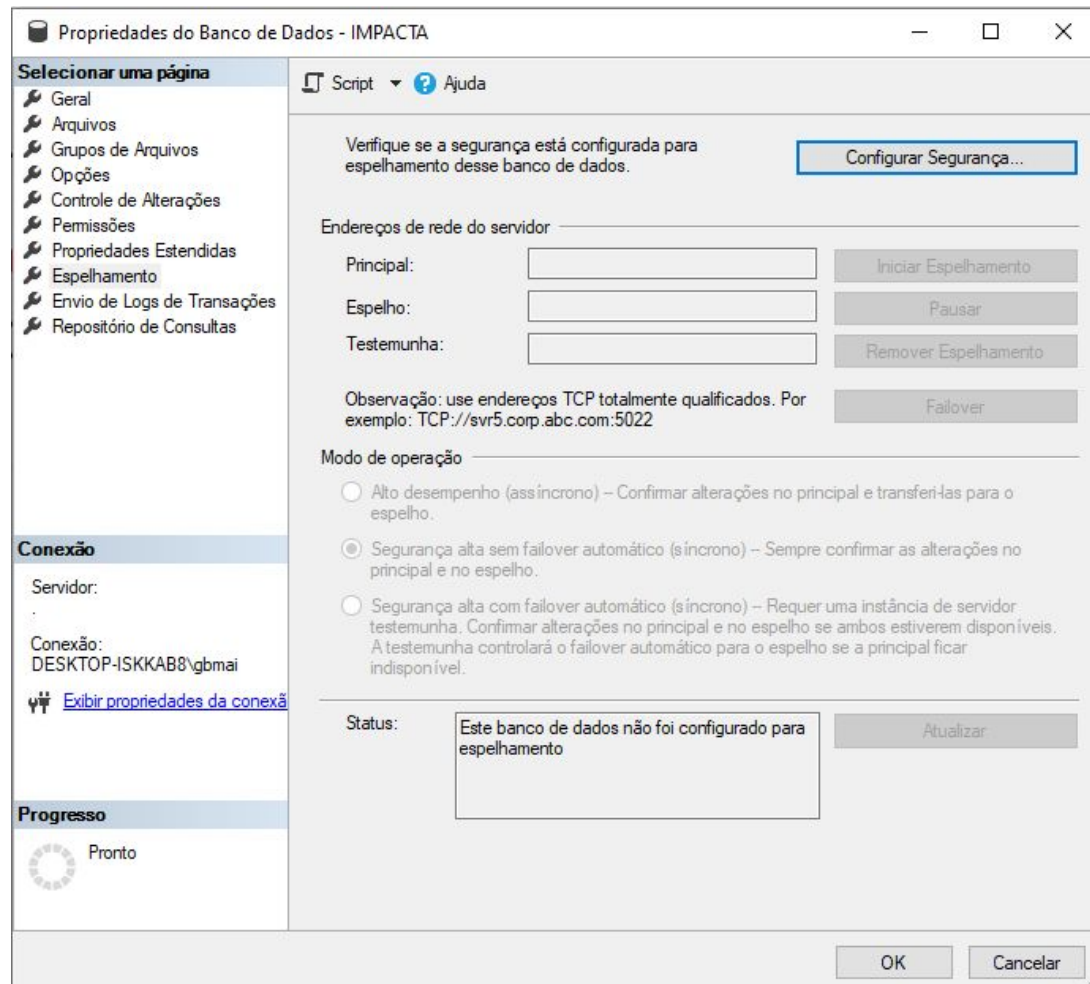 Propriedades do Banco de Dados - IMPACTA
Selecionar uma página
Geral
Arquivos
Grupos de Arquivos
Opções
Controle de Alterações
Permissões
Propriedades Estendidas
Espelhamento
Envio de Logs de Transações
Repositório de Consultas
Conexão
Servidor:
.
Conexão:
DESKTOP-ISKKAB8\gbmai
Exibir propriedades da conexã
Progresso
Pronto
Script
Ajuda
Verifique se a segurança está configurada para
espelhamento desse banco de dados.
Configurar Segurança...
Endereços de rede do servidor
Principal:
Iniciar Espelhamento
Espelho:
Pausar
Testemunha:
Remover Espelhamento
Observação: use endereços TCP totalmente qualificados. Por
exemplo: TCP://svr5.corp.abc.com:5022
Failover
Modo de operação
Alto desempenho (assíncrono) – Confirmar alterações no principal e transferi-las para o
espelho.
Segurança alta sem failover automático (síncrono) – Sempre confirmar as alterações no
principal e no espelho.
Segurança alta com failover automático (síncrono) – Requer uma instância de servidor
testemunha. Confirmar alterações no principal e no espelho se ambos estiverem disponíveis.
A testemunha controlará o failover automático para o espelho se a principal ficar
indisponível.
Status:
Este banco de dados não foi configurado para
espelhamento
Atualizar
OK
Cancelar